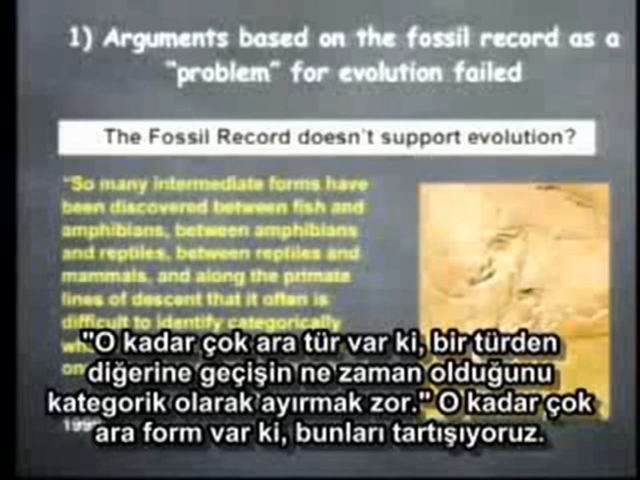 1) Arguments based on the fossil record as a
"problem" for evolution failed
The Fossil Record doesn't support evolution?
"So many intermediate forms have
been discovered between fish and
amphibians, between amphibians
and reptiles, between reptiles and
mammals, and along the primate
lines of descent that it often is
difficult to identify categorically
"O kadar çok ara tür var ki, bir türden
diğerine geçişin ne zaman olduğunu
kategorik olarak ayırmak zor." O kadar çok
ara form var ki, bunları tartışıyoruz.